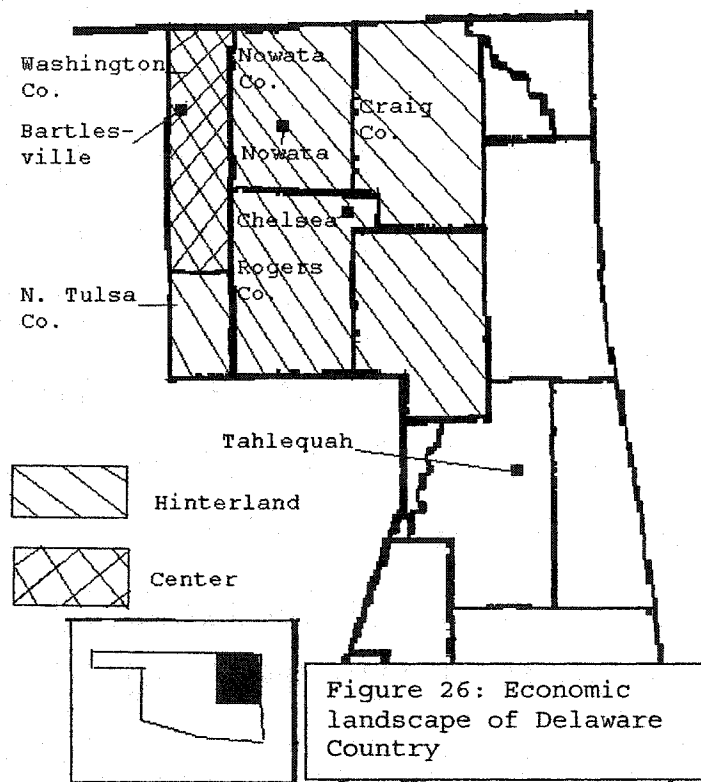 Washington
Co.
Nowata
Co.
Craig
Co.
Bartles-
ville
Nowata
Chelsea
Rogers
Co.
N. Tulsa
Co.
Tahlequah
Hinterland
Center
Figure 26: Economic
landscape of Delaware
Country